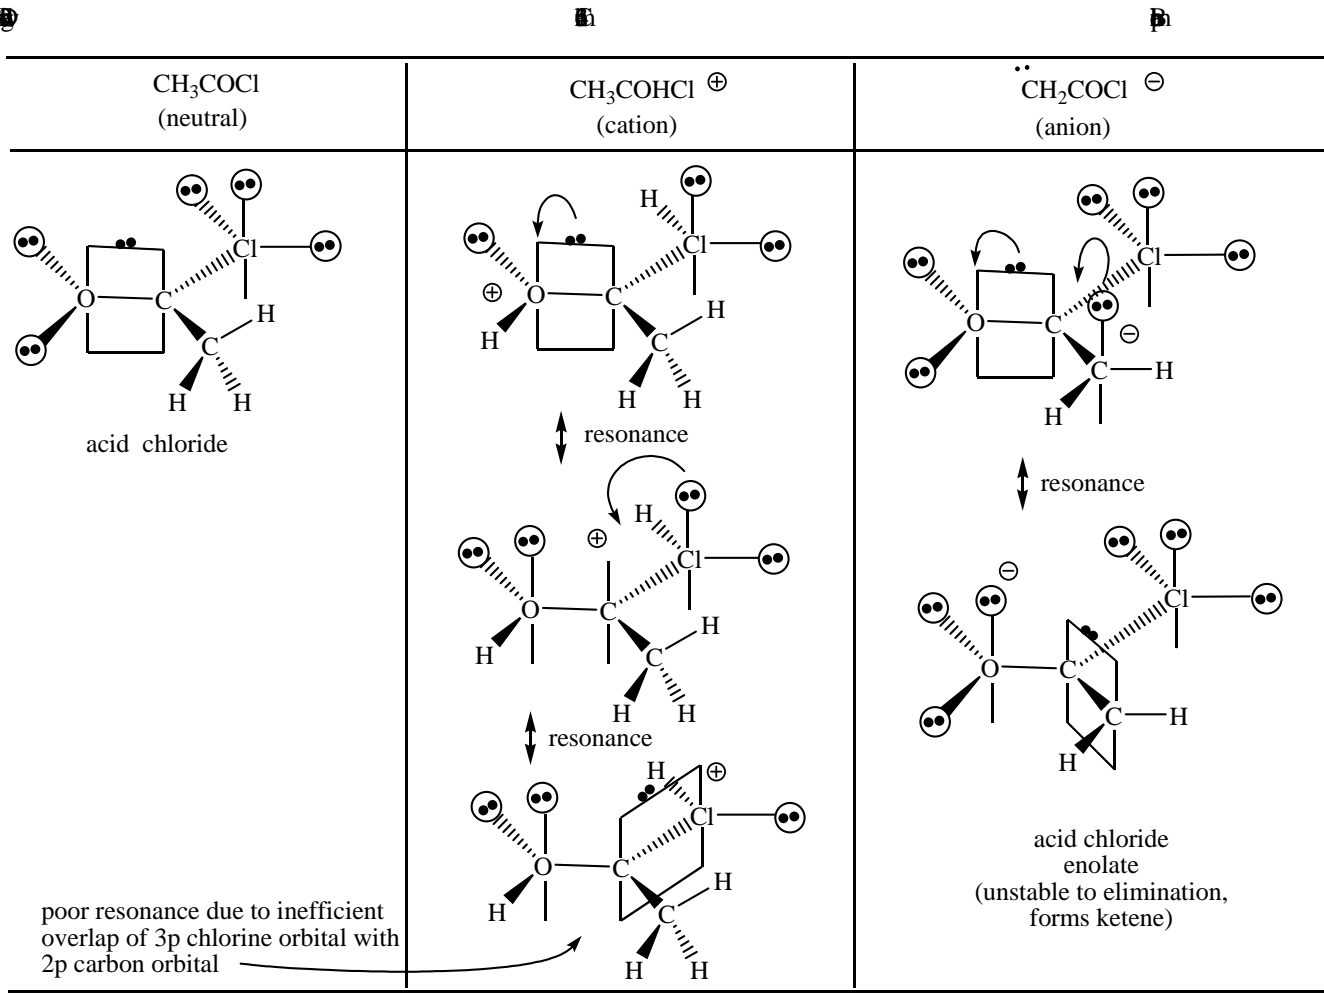 CH3COCl
(neutral)
CH3COHCl ⊕
(cation)
CH2COCl ⊖
(anion)
O
C
Cl
H
C
H
H
acid chloride
H
Cl
⊕
O
C
H
H
C
H
H
resonance
H
⊕
Cl
O
C
H
H
C
H
H
resonance
H
⊕
Cl
O
C
H
H
C
H
H
poor resonance due to inefficient
overlap of 3p chlorine orbital with
2p carbon orbital
Cl
O
C
⊖
C
H
H
resonance
⊖
Cl
O
C
C
H
H
acid chloride
enolate
(unstable to elimination,
forms ketene)